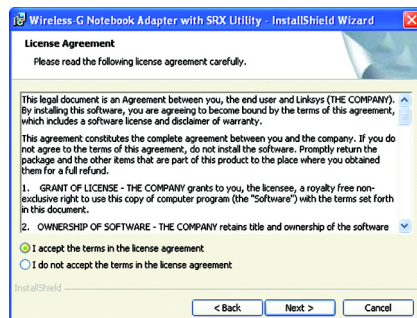 Wireless-G Notebook Adapter with SRX Utility - InstallShield Wizard
License Agreement
Please read the following license agreement carefully.
This legal document is an Agreement between you, the end user and Linksys (THE COMPANY).
By installing this software, you are agreeing to become bound by the terms of this agreement,
which includes a software license and disclaimer of warranty.
This agreement constitutes the complete agreement between you and the company. If you do
not agree to the terms of this agreement, do not install the software. Promptly return the
package and the other items that are part of this product to the place where you obtained
them for a full refund.
1. GRANT OF LICENSE - THE COMPANY grants to you, the licensee, a royalty free non-
exclusive right to use this copy of computer program (the "Software") with the terms set forth
in this document.
2. OWNERSHIP OF SOFTWARE - THE COMPANY retains title and ownership of the software
I accept the terms in the license agreement
I do not accept the terms in the license agreement
InstallShield
< Back
Next >
Cancel